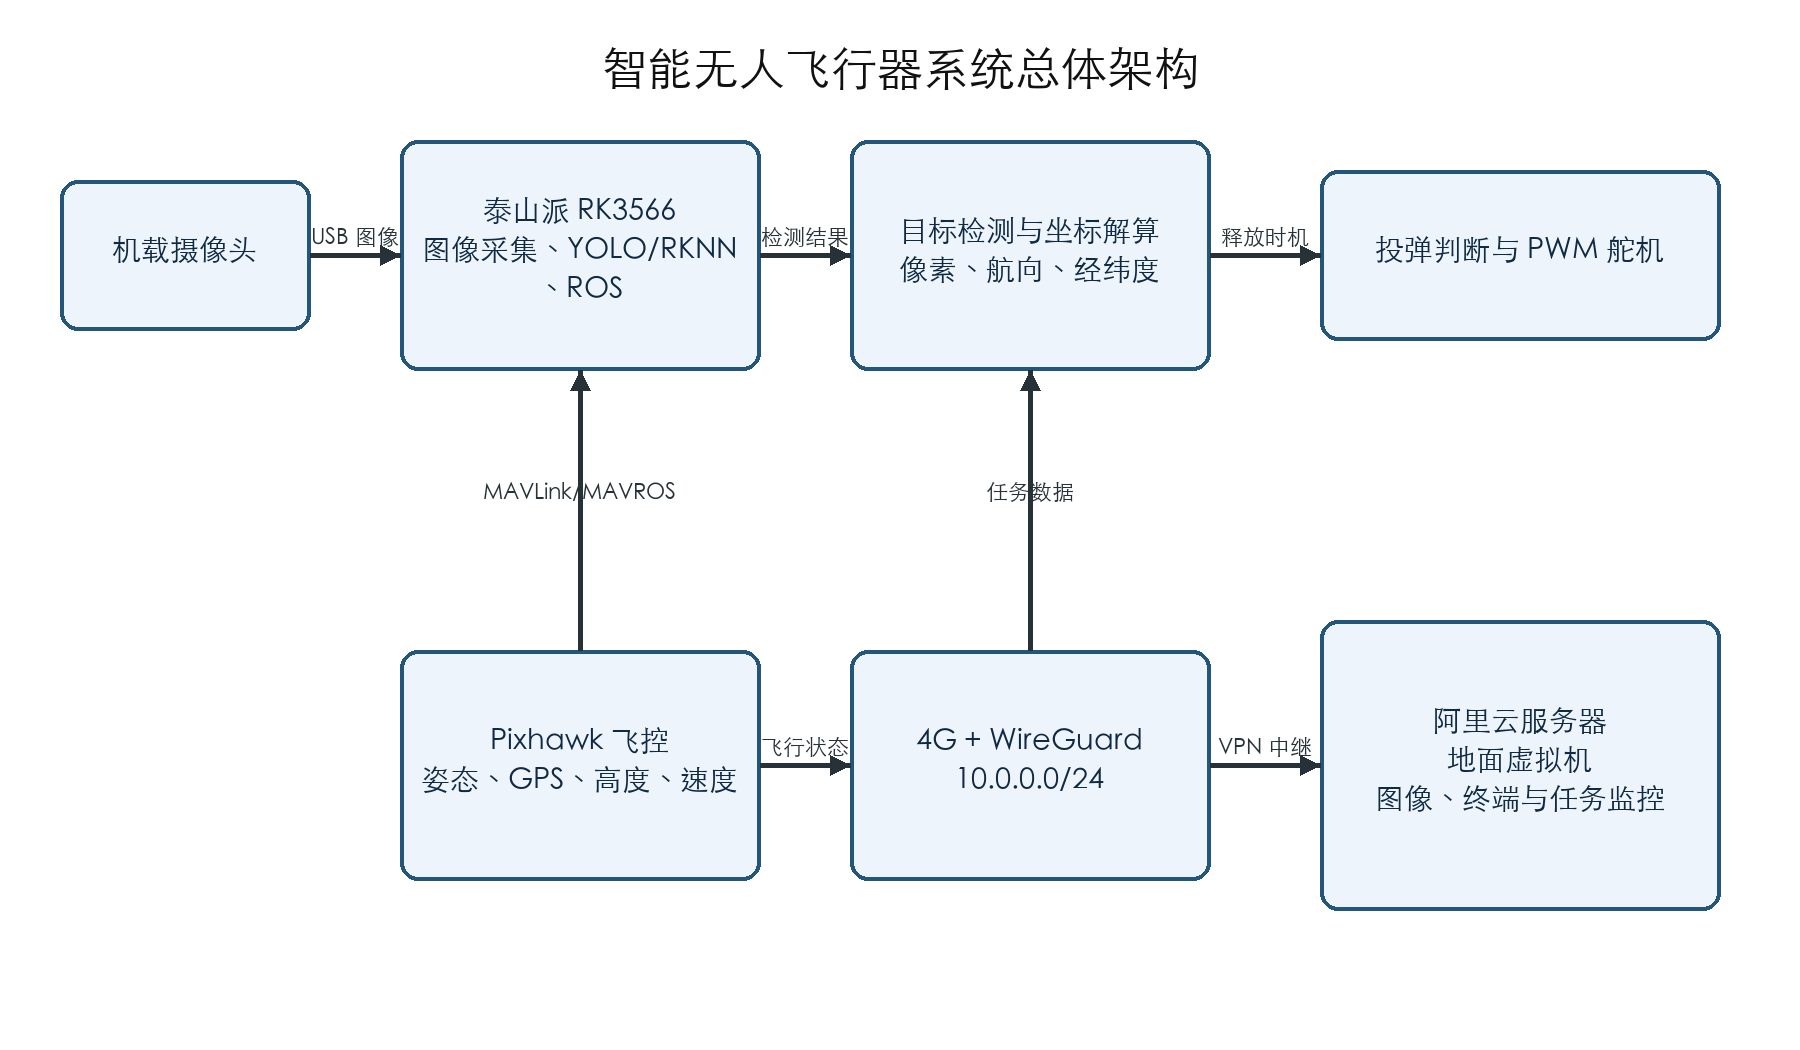 智能无人飞行器系统总体架构
机载摄像头
USB 图像
泰山派 RK3566
图像采集、YOLO/RKNN
、ROS
检测结果
目标检测与坐标解算
像素、航向、经纬度
释放时机
投弹判断与 PWM 舵机
MAVLink/MAVROS
任务数据
Pixhawk 飞控
姿态、GPS、高度、速度
飞行状态
4G + WireGuard
10.0.0.0/24
VPN 中继
阿里云服务器
地面虚拟机
图像、终端与任务监控